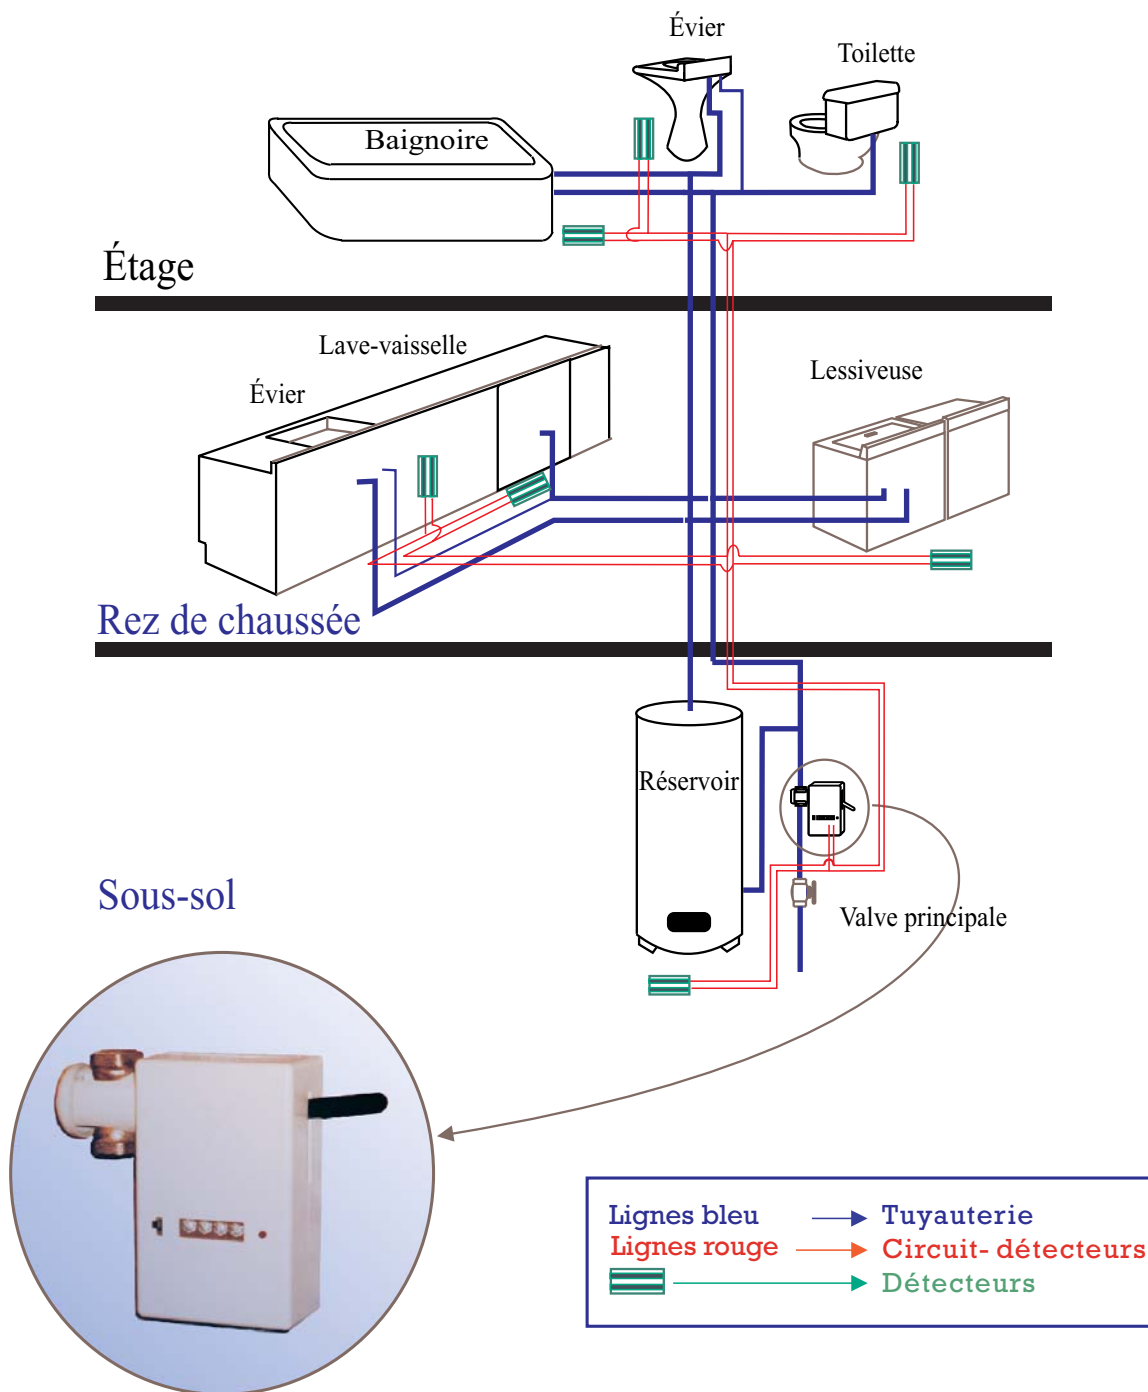 Évier
Toilette
Baignoire
Étage
Lave-vaisselle
Évier
Lessiveuse
Rez de chaussée
Réservoir
Sous-sol
Valve principale
Lignes bleu Tuyauterie
Lignes rouge Circuit- détecteurs
Détecteurs